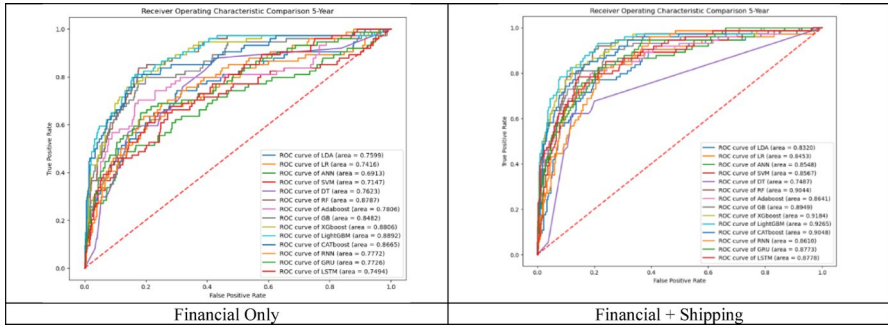 Receiver Operating Characteristic Comparison 5-Year
True Positive Rate
1.0
0.8
0.6
0.4
0.2
0.0
ROC curve of LDA (area = 0.7599)
ROC curve of LR (area = 0.7416)
ROC curve of ANN (area = 0.6913)
ROC curve of SVM (area = 0.7147)
ROC curve of DT (area = 0.7623)
ROC curve of RF (area = 0.8787)
ROC curve of Adaboost (area = 0.7806)
ROC curve of GB (area = 0.8482)
ROC curve of XGboost (area = 0.8806)
ROC curve of LightGBM (area = 0.8892)
ROC curve of CATboost (area = 0.8665)
ROC curve of RNN (area = 0.7772)
ROC curve of GRU (area = 0.7726)
ROC curve of LSTM (area = 0.7494)
0.0 0.2 0.4 0.6 0.8 1.0
False Positive Rate
Financial Only
Receiver Operating Characteristic Comparison 5-Year
True Positive Rate
1.0
0.8
0.6
0.4
0.2
0.0
ROC curve of LDA (area = 0.8320)
ROC curve of LR (area = 0.8453)
ROC curve of ANN (area = 0.8548)
ROC curve of SVM (area = 0.8567)
ROC curve of DT (area = 0.7487)
ROC curve of RF (area = 0.9044)
ROC curve of Adaboost (area = 0.8641)
ROC curve of GB (area = 0.8949)
ROC curve of XGboost (area = 0.9184)
ROC curve of LightGBM (area = 0.9265)
ROC curve of CATboost (area = 0.9048)
ROC curve of RNN (area = 0.8610)
ROC curve of GRU (area = 0.8773)
ROC curve of LSTM (area = 0.8778)
0.0 0.2 0.4 0.6 0.8 1.0
False Positive Rate
Financial + Shipping